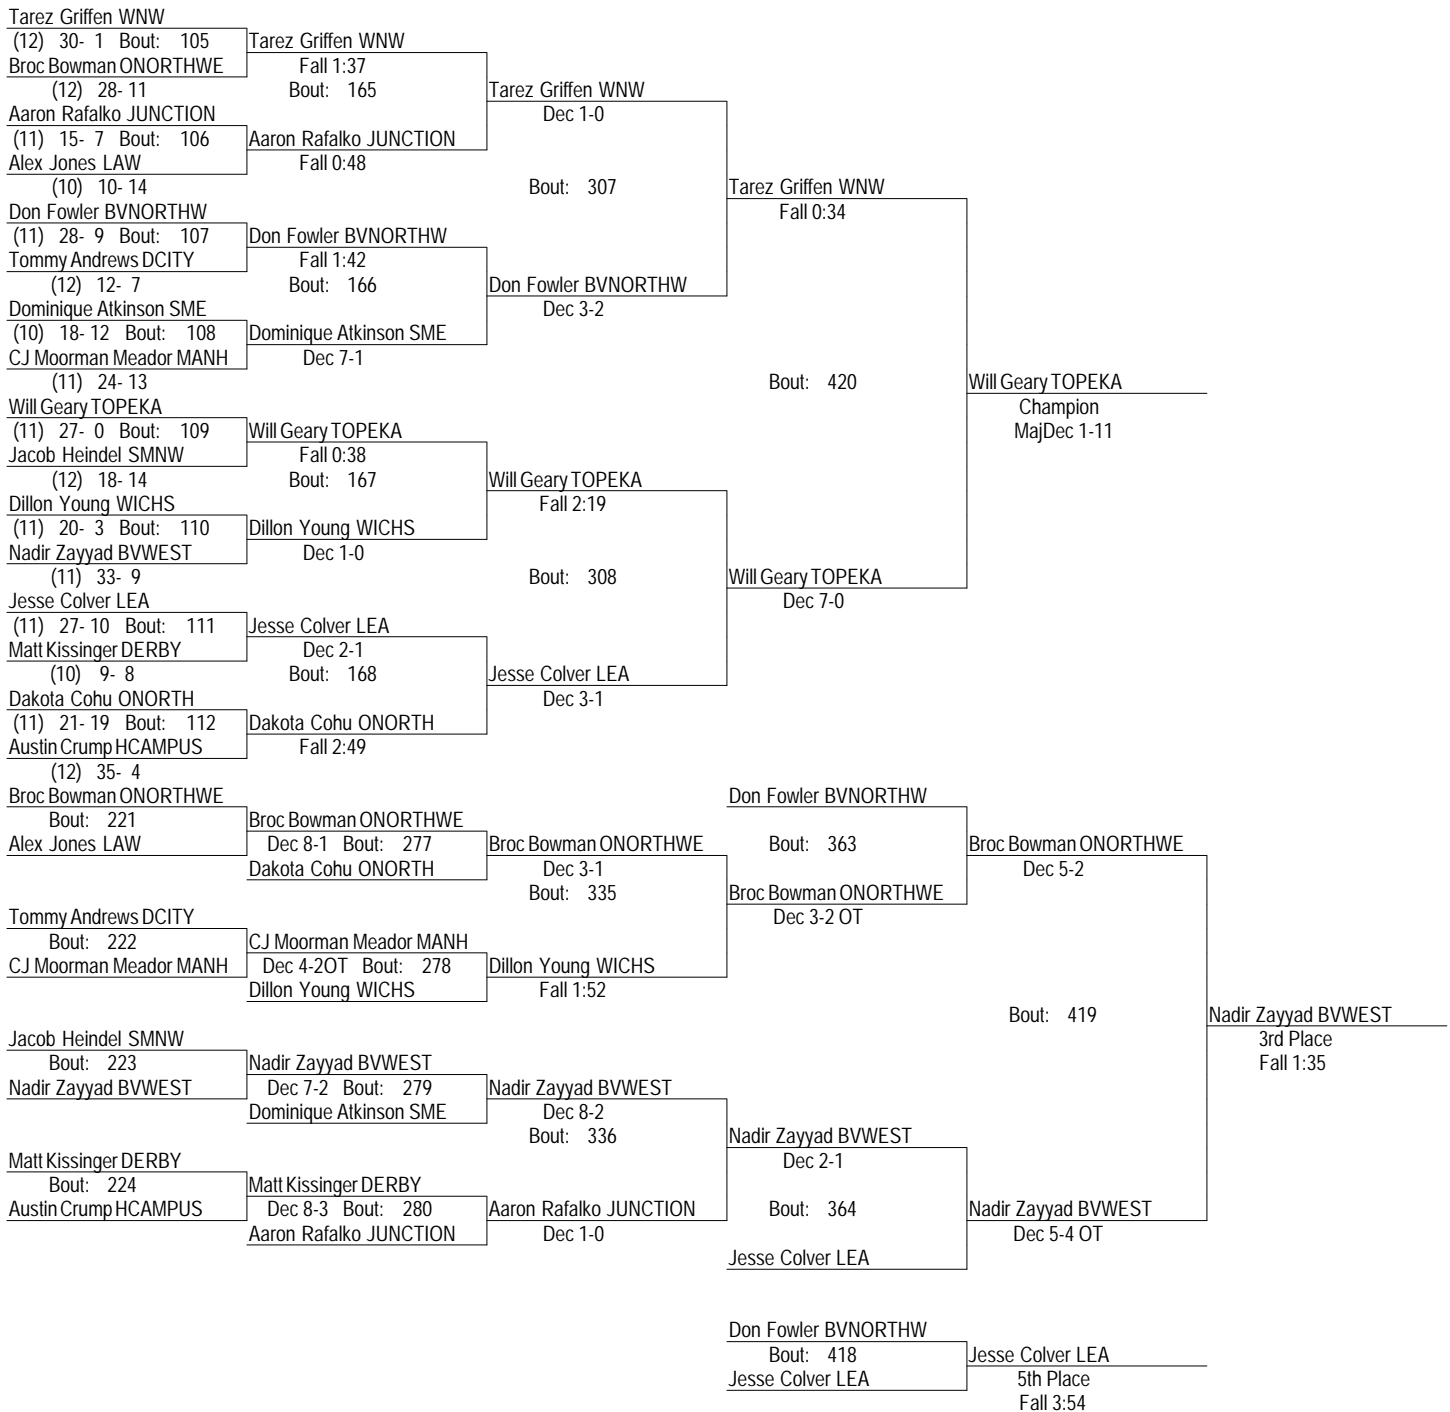 Tarez Griffen WNW
(12) 30- 1 Bout: 105 Tarez Griffen WNW
Broc Bowman ONORTHWE Fall 1:37
(12) 28- 11 Bout: 165 Tarez Griffen WNW
Aaron Rafalko JUNCTION Dec 1-0
(11) 15- 7 Bout: 106 Aaron Rafalko JUNCTION
Alex Jones LAW Fall 0:48
(10) 10- 14 Bout: 307 Tarez Griffen WNW
Don Fowler BVNORTHW Fall 0:34
(11) 28- 9 Bout: 107 Don Fowler BVNORTHW
Tommy Andrews DCITY Fall 1:42
(12) 12- 7 Bout: 166 Don Fowler BVNORTHW
Dominique Atkinson SME Dec 3-2
(10) 18- 12 Bout: 108 Dominique Atkinson SME
CJ Moorman Meador MANH Dec 7-1
(11) 24- 13 Bout: 420 Will Geary TOPEKA
Will Geary TOPEKA Champion
(11) 27- 0 Bout: 109 Will Geary TOPEKA MajDec 1-11
Jacob Heindel SMNW Fall 0:38
(12) 18- 14 Bout: 167 Will Geary TOPEKA
Dillon Young WICHS Fall 2:19
(11) 20- 3 Bout: 110 Dillon Young WICHS
Nadir Zayyad BVWEST Dec 1-0
(11) 33- 9 Bout: 308 Will Geary TOPEKA
Jesse Colver LEA Dec 7-0
(11) 27- 10 Bout: 111 Jesse Colver LEA
Matt Kissinger DERBY Dec 2-1
(10) 9- 8 Bout: 168 Jesse Colver LEA
Dakota Cohu ONORTH Dec 3-1
(11) 21- 19 Bout: 112 Dakota Cohu ONORTH
Austin Crump HCAMPUS Fall 2:49
(12) 35- 4
Broc Bowman ONORTHWE Don Fowler BVNORTHW
Bout: 221 Broc Bowman ONORTHWE
Alex Jones LAW Dec 8-1 Bout: 277 Broc Bowman ONORTHWE Bout: 363 Broc Bowman ONORTHWE
Dakota Cohu ONORTH Dec 3-1 Dec 5-2
Bout: 335 Broc Bowman ONORTHWE
Tommy Andrews DCITY Dec 3-2 OT
Bout: 222 CJ Moorman Meador MANH
CJ Moorman Meador MANH Dec 4-2OT Bout: 278 Dillon Young WICHS
Dillon Young WICHS Fall 1:52
Bout: 419 Nadir Zayyad BVWEST
Jacob Heindel SMNW 3rd Place
Bout: 223 Nadir Zayyad BVWEST Fall 1:35
Nadir Zayyad BVWEST Dec 7-2 Bout: 279 Nadir Zayyad BVWEST
Dominique Atkinson SME Dec 8-2
Bout: 336 Nadir Zayyad BVWEST
Matt Kissinger DERBY Dec 2-1
Bout: 224 Matt Kissinger DERBY
Austin Crump HCAMPUS Dec 8-3 Bout: 280 Aaron Rafalko JUNCTION Bout: 364 Nadir Zayyad BVWEST
Aaron Rafalko JUNCTION Dec 1-0 Dec 5-4 OT
Jesse Colver LEA
Don Fowler BVNORTHW
Bout: 418 Jesse Colver LEA
Jesse Colver LEA 5th Place
Fall 3:54